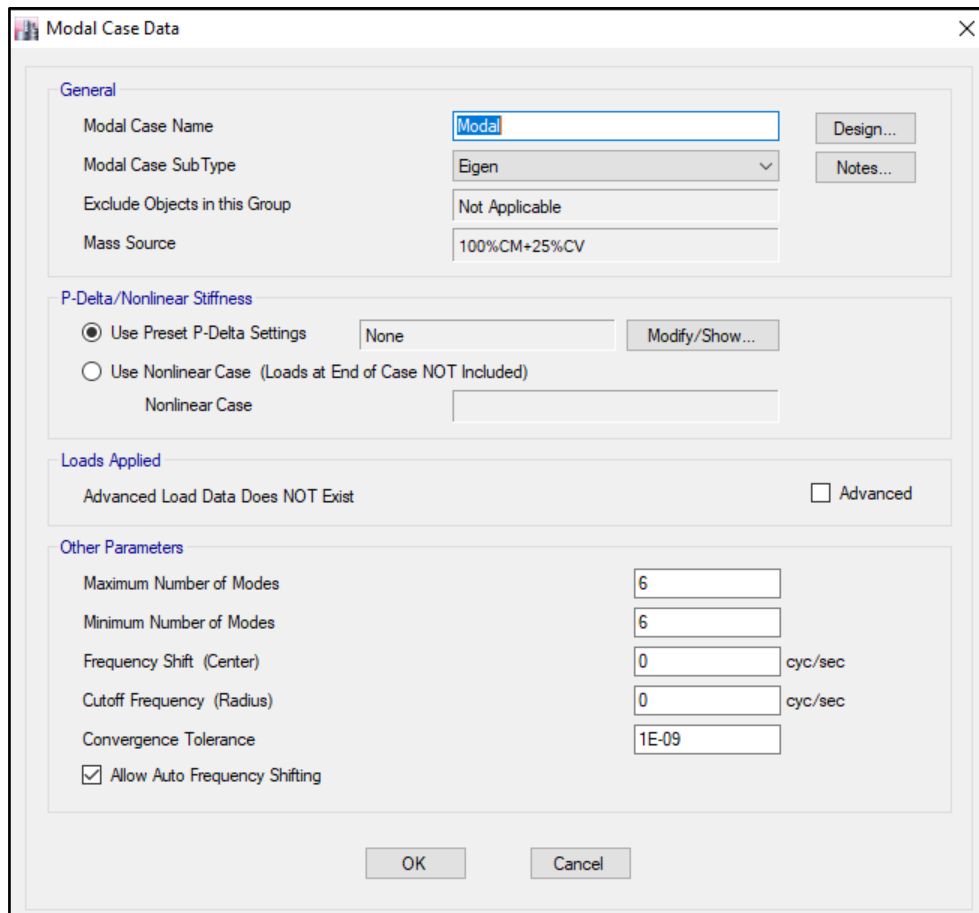 Modal Case Data
General
Modal Case Name Modal Design...
Modal Case SubType Eigen Notes...
Exclude Objects in this Group Not Applicable
Mass Source 100%CM+25%CV
P-Delta/Nonlinear Stiffness
Use Preset P-Delta Settings None Modify/Show...
Use Nonlinear Case (Loads at End of Case NOT Included)
Nonlinear Case
Loads Applied
Advanced Load Data Does NOT Exist Advanced
Other Parameters
Maximum Number of Modes 6
Minimum Number of Modes 6
Frequency Shift (Center) 0 cyc/sec
Cutoff Frequency (Radius) 0 cyc/sec
Convergence Tolerance 1E-09
Allow Auto Frequency Shifting
OK Cancel